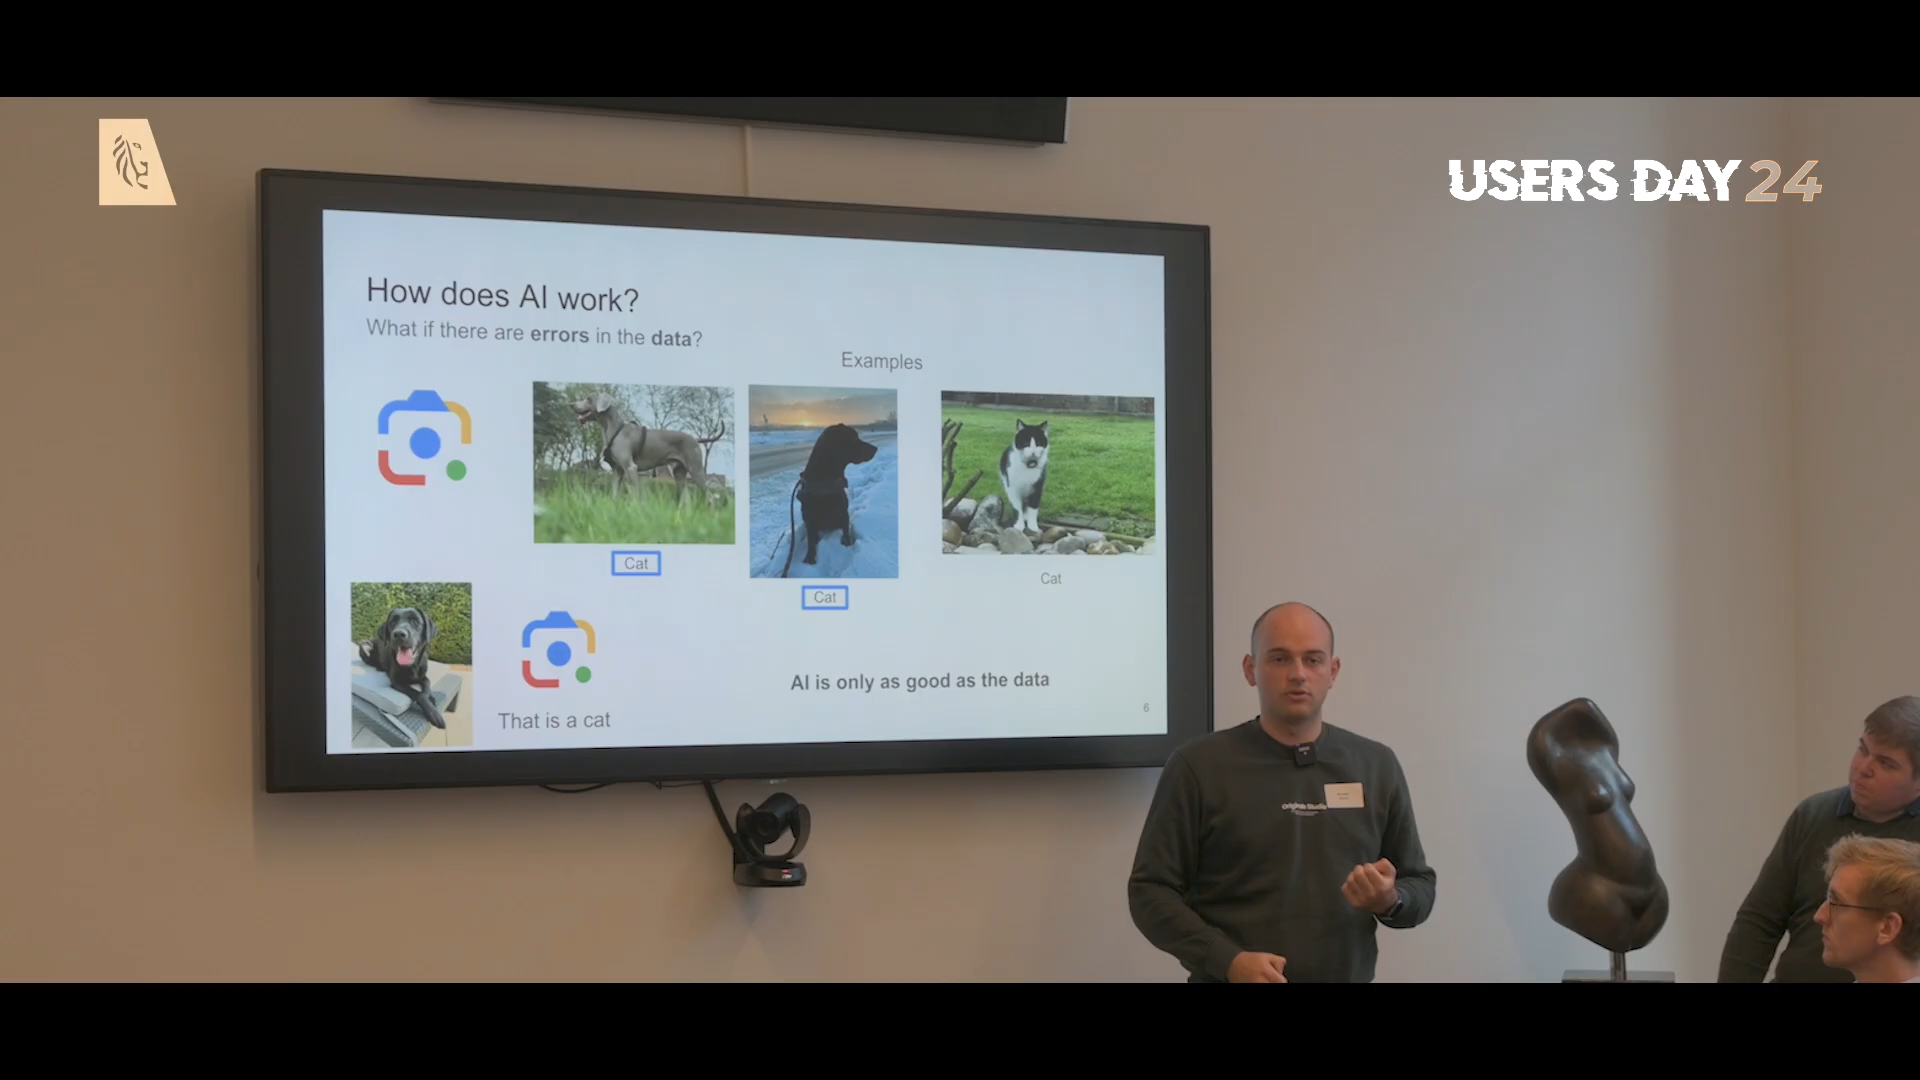 USERS DAY 24
How does AI work?
What if there are errors in the data?
Examples
Cat
Cat
Cat
That is a cat
AI is only as good as the data
6